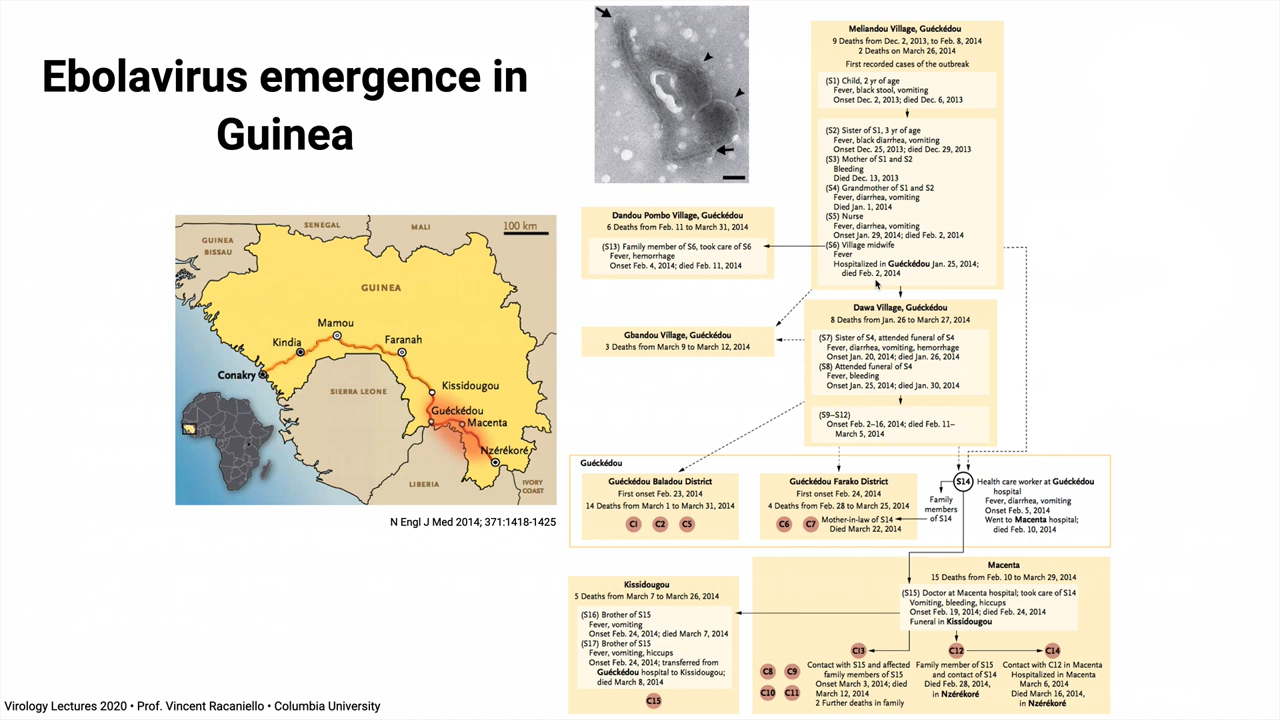 Ebolavirus emergence in
Guinea
SENEGAL
MALI
100 km
GUINEA
BISSAU
GUINEA
Mamou
Kindia
Faranah
Conakry
Kissidougou
SIERRA LEONE
Guéckédou
Macenta
Nzérékoré
LIBERIA
IVORY
COAST
N Engl J Med 2014; 371:1418-1425
Meliandou Village, Guéckédou
9 Deaths from Dec. 2, 2013, to Feb. 8, 2014
2 Deaths on March 26, 2014
First recorded cases of the outbreak
(S1) Child, 2 yr of age
Fever, black stool, vomiting
Onset Dec. 2, 2013; died Dec. 6, 2013
(S2) Sister of S1, 3 yr of age
Fever, black diarrhea, vomiting
Onset Dec. 25, 2013; died Dec. 29, 2013
(S3) Mother of S1 and S2
Bleeding
Died Dec. 13, 2013
(S4) Grandmother of S1 and S2
Fever, diarrhea, vomiting
Died Jan. 1, 2014
(S5) Nurse
Fever, diarrhea, vomiting
Onset Jan. 29, 2014; died Feb. 2, 2014
(S6) Village midwife
Fever
Hospitalized in Guéckédou Jan. 25, 2014;
died Feb. 2, 2014
Dandou Pombo Village, Guéckédou
6 Deaths from Feb. 11 to March 31, 2014
(S13) Family member of S6, took care of S6
Fever, hemorrhage
Onset Feb. 4, 2014; died Feb. 11, 2014
Gbandou Village, Guéckédou
3 Deaths from March 9 to March 12, 2014
Dawa Village, Guéckédou
8 Deaths from Jan. 26 to March 27, 2014
(S7) Sister of S4, attended funeral of S4
Fever, diarrhea, vomiting, hemorrhage
Onset Jan. 20, 2014; died Jan. 26, 2014
(S8) Attended funeral of S4
Fever, bleeding
Onset Jan. 25, 2014; died Jan. 30, 2014
(S9–S12)
Onset Feb. 2–16, 2014; died Feb. 11–
March 5, 2014
Guéckédou
Guéckédou Baladou District
First onset Feb. 23, 2014
14 Deaths from March 1 to March 31, 2014
C1 C2 C5
Guéckédou Farako District
First onset Feb. 24, 2014
4 Deaths from Feb. 28 to March 25, 2014
C6 C7 Mother-in-law of S14
Died March 22, 2014
Family
members
of S14
S14
Health care worker at Guéckédou
hospital
Fever, diarrhea, vomiting
Onset Feb. 5, 2014
Went to Macenta hospital;
died Feb. 10, 2014
Kissidougou
5 Deaths from March 7 to March 26, 2014
(S16) Brother of S15
Fever, vomiting
Onset Feb. 24, 2014; died March 7, 2014
(S17) Brother of S15
Fever, vomiting, hiccups
Onset Feb. 24, 2014; transferred from
Guéckédou hospital to Kissidougou;
died March 8, 2014
C15
Macenta
15 Deaths from Feb. 10 to March 29, 2014
(S15) Doctor at Macenta hospital; took care of S14
Vomiting, bleeding, hiccups
Onset Feb. 19, 2014; died Feb. 24, 2014
Funeral in Kissidougou
C8 C9
C10 C11
C13
Contact with S15 and affected
family members of S15
Onset March 3, 2014; died
March 12, 2014
2 Further deaths in family
C12
Family member of S15
and contact of S14
Died Feb. 28, 2014,
in Nzérékoré
C14
Contact with C12 in Macenta
Hospitalized in Macenta
March 6, 2014
Died March 16, 2014,
in Nzérékoré
Virology Lectures 2020 • Prof. Vincent Racaniello • Columbia University